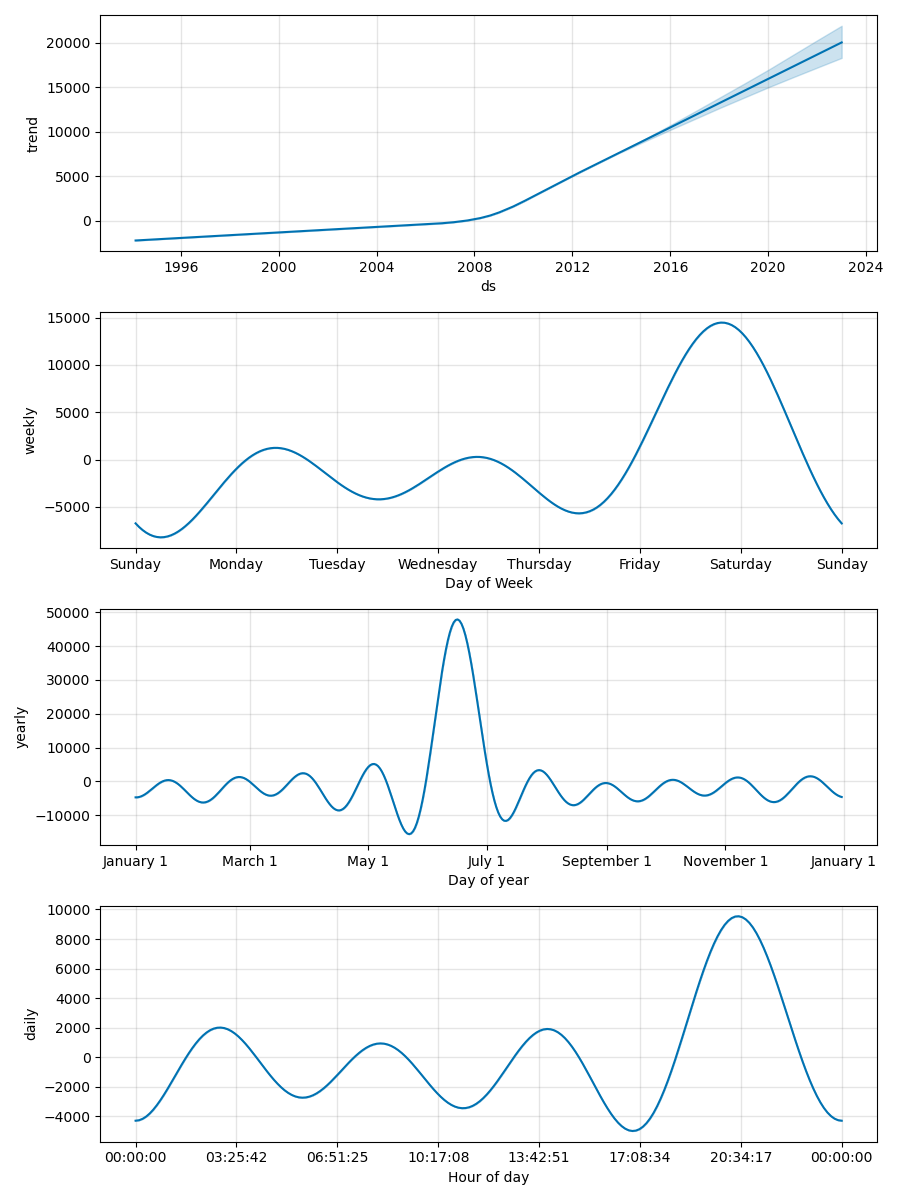 20000
15000
10000
5000
0
trend
1996 2000 2004 2008 2012 2016 2020 2024
ds
15000
10000
5000
0
−5000
weekly
Sunday Monday Tuesday Wednesday Thursday Friday Saturday Sunday
Day of Week
50000
40000
30000
20000
10000
0
−10000
yearly
January 1 March 1 May 1 July 1 September 1 November 1 January 1
Day of year
10000
8000
6000
4000
2000
0
−2000
−4000
daily
00:00:00 03:25:42 06:51:25 10:17:08 13:42:51 17:08:34 20:34:17 00:00:00
Hour of day